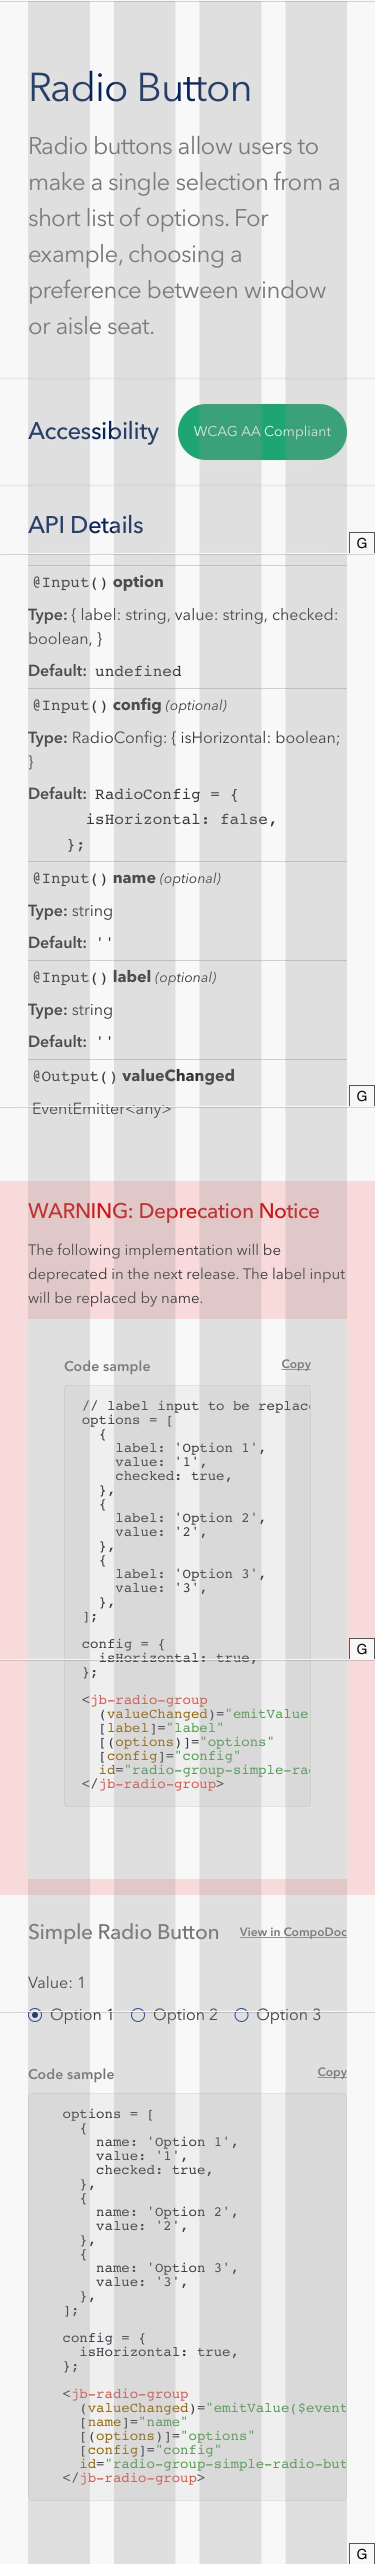 Radio Button
Radio buttons allow users to
make a single selection from a
short list of options. For
example, choosing a
preference between window
or aisle seat.
Accessibility
WCAG AA Compliant
API Details
G
@Input() option
Type: { label: string, value: string, checked:
boolean, }
Default: undefined
@Input() config (optional)
Type: RadioConfig: { isHorizontal: boolean;
}
Default: RadioConfig = {
isHorizontal: false,
};
@Input() name (optional)
Type: string
Default: ''
@Input() label (optional)
Type: string
Default: ''
@Output() valueChanged
G
EventEmitter<any>
WARNING: Deprecation Notice
The following implementation will be
deprecated in the next release. The label input
will be replaced by name.
Code sample
Copy
// label input to be replac
options = [
{
label: 'Option 1',
value: '1',
checked: true,
},
{
label: 'Option 2',
value: '2',
},
{
label: 'Option 3',
value: '3',
},
];
config = {
G
isHorizontal: true,
};
<jb-radio-group
(valueChanged)="emitValue
[label]="label"
[(options)]="options"
[config]="config"
id="radio-group-simple-ra
</jb-radio-group>
Simple Radio Button
View in CompoDoc
Value: 1
Option 1
Option 2
Option 3
Code sample
Copy
options = [
{
name: 'Option 1',
value: '1',
checked: true,
},
{
name: 'Option 2',
value: '2',
},
{
name: 'Option 3',
value: '3',
},
];
config = {
isHorizontal: true,
};
<jb-radio-group
(valueChanged)="emitValue($event
[name]="name"
[(options)]="options"
[config]="config"
id="radio-group-simple-radio-but
</jb-radio-group>
G